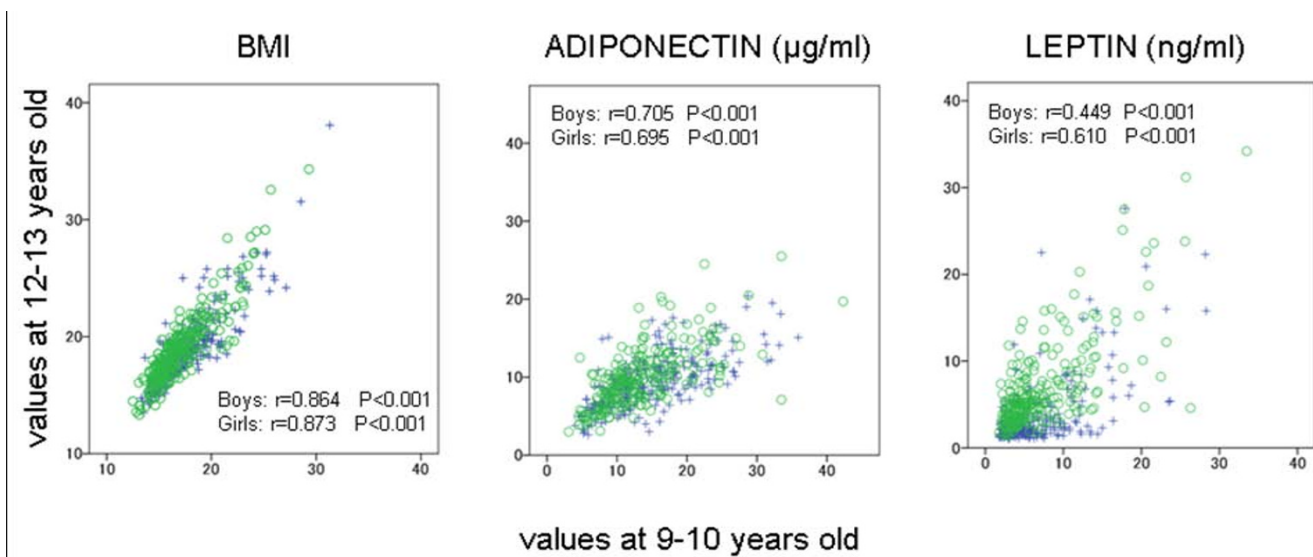 BMI
ADIPONECTIN (µg/ml)
LEPTIN (ng/ml)
values at 12-13 years old
40
30
20
10
10
20
30
40
Boys: r=0.864 P<0.001
Girls: r=0.873 P<0.001
Boys: r=0.705 P<0.001
Girls: r=0.695 P<0.001
40
30
20
10
0
0
10
20
30
40
Boys: r=0.449 P<0.001
Girls: r=0.610 P<0.001
40
30
20
10
0
0
10
20
30
40
values at 9-10 years old